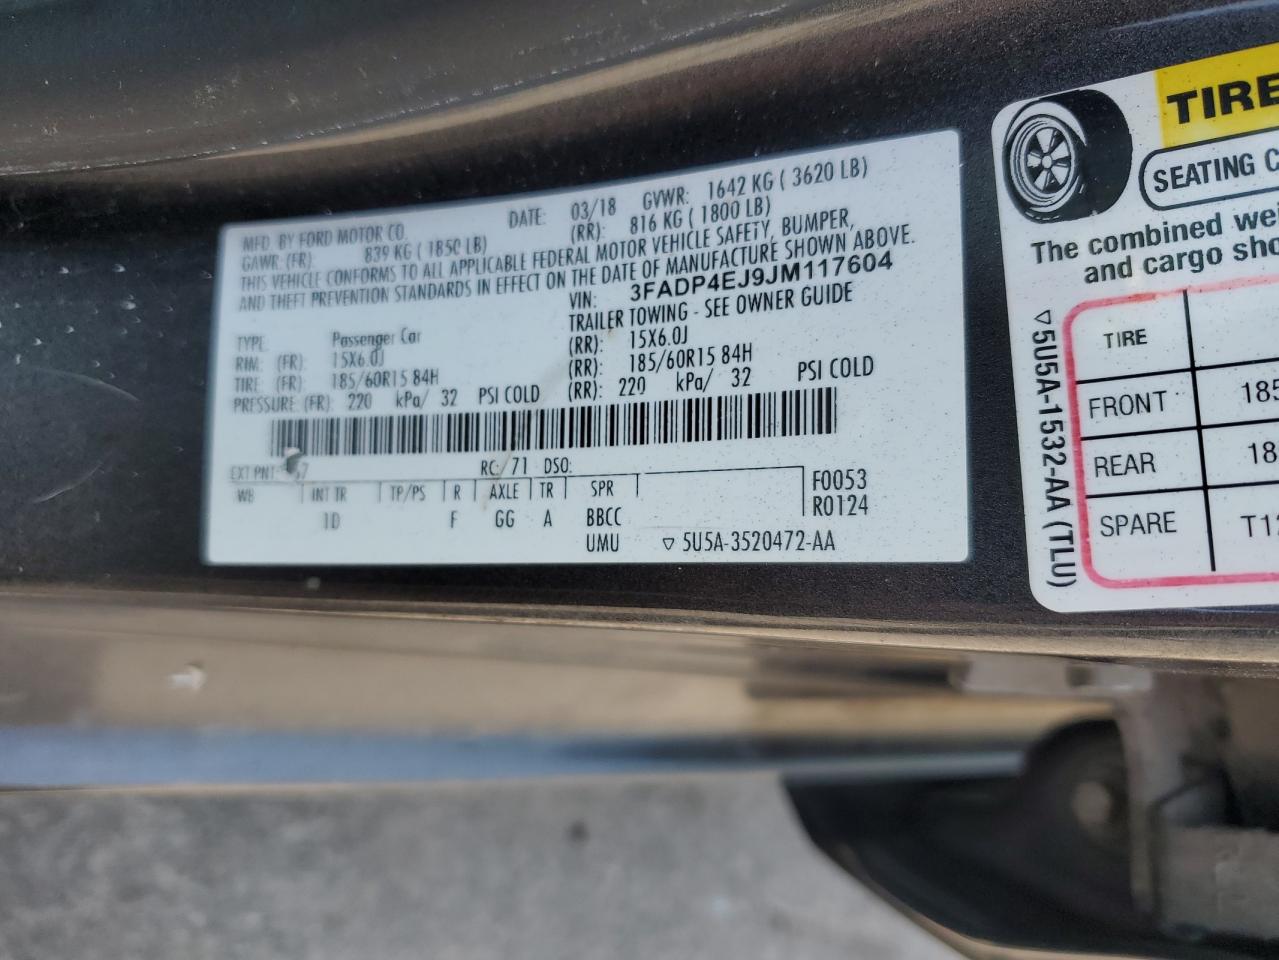 MFD. BY FORD MOTOR CO. DATE: 03/18 GVWR: 1642 KG ( 3620 LB)
GAWR: (FR): 839 KG ( 1850 LB) (RR): 816 KG ( 1800 LB)
THIS VEHICLE CONFORMS TO ALL APPLICABLE FEDERAL MOTOR VEHICLE SAFETY, BUMPER,
AND THEFT PREVENTION STANDARDS IN EFFECT ON THE DATE OF MANUFACTURE SHOWN ABOVE.
VIN: 3FADP4EJ9JM117604
TYPE: Passenger Car TRAILER TOWING - SEE OWNER GUIDE
RIM: (FR): 15X6.0J (RR): 15X6.0J
TIRE: (FR): 185/60R15 84H (RR): 185/60R15 84H
PRESSURE: (FR): 220 kPa/ 32 PSI COLD (RR): 220 kPa/ 32 PSI COLD
EXT PNT: RC: 71 DSO:
WB INT TR TP/PS R AXLE TR SPR F0053
1D F GG A BBCC R0124
UMU ▽ 5U5A-3520472-AA
TIRE
SEATING
The combined
and cargo
▽5U5A-1532-AA (TLU)
TIRE
FRONT 185
REAR 18
SPARE